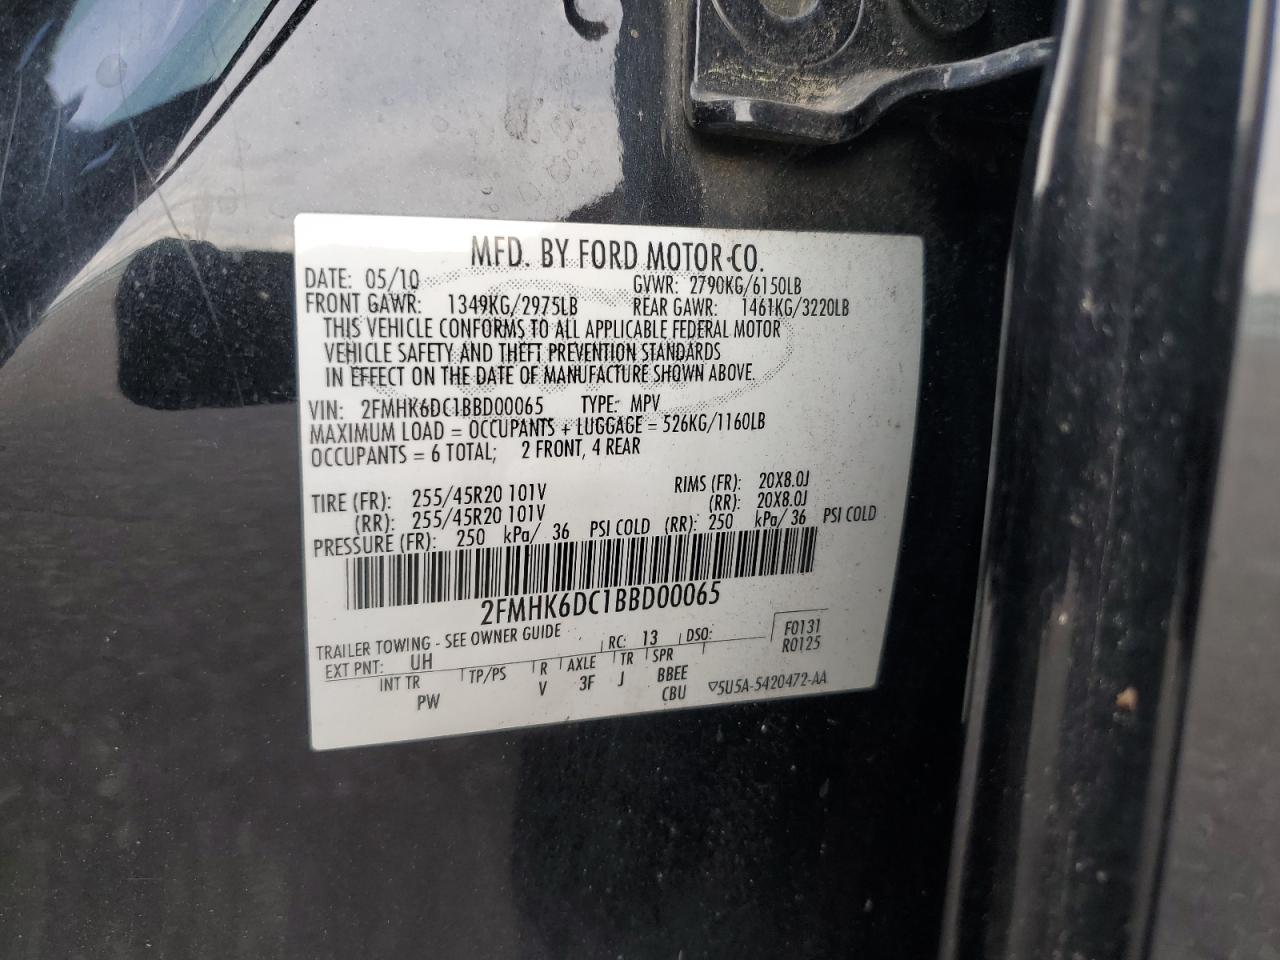 MFD. BY FORD MOTOR CO.
DATE: 05/10 GVWR: 2790KG/6150LB
FRONT GAWR: 1349KG/2975LB REAR GAWR: 1461KG/3220LB
THIS VEHICLE CONFORMS TO ALL APPLICABLE FEDERAL MOTOR
VEHICLE SAFETY AND THEFT PREVENTION STANDARDS
IN EFFECT ON THE DATE OF MANUFACTURE SHOWN ABOVE.
VIN: 2FMHK6DC1BBD00065 TYPE: MPV
MAXIMUM LOAD = OCCUPANTS + LUGGAGE = 526KG/1160LB
OCCUPANTS = 6 TOTAL; 2 FRONT, 4 REAR
TIRE (FR): 255/45R20 101V RIMS (FR): 20X8.0J
(RR): 255/45R20 101V (RR): 20X8.0J
PRESSURE (FR): 250 kPa/ 36 PSI COLD (RR): 250 kPa/ 36 PSI COLD
2FMHK6DC1BBD00065
TRAILER TOWING - SEE OWNER GUIDE F0131
EXT PNT: UH RC: 13 DSO: R0125
INT TR TP/PS R AXLE TR SPR
PW V 3F J BBEE
CBU ▽5U5A-5420472-AA